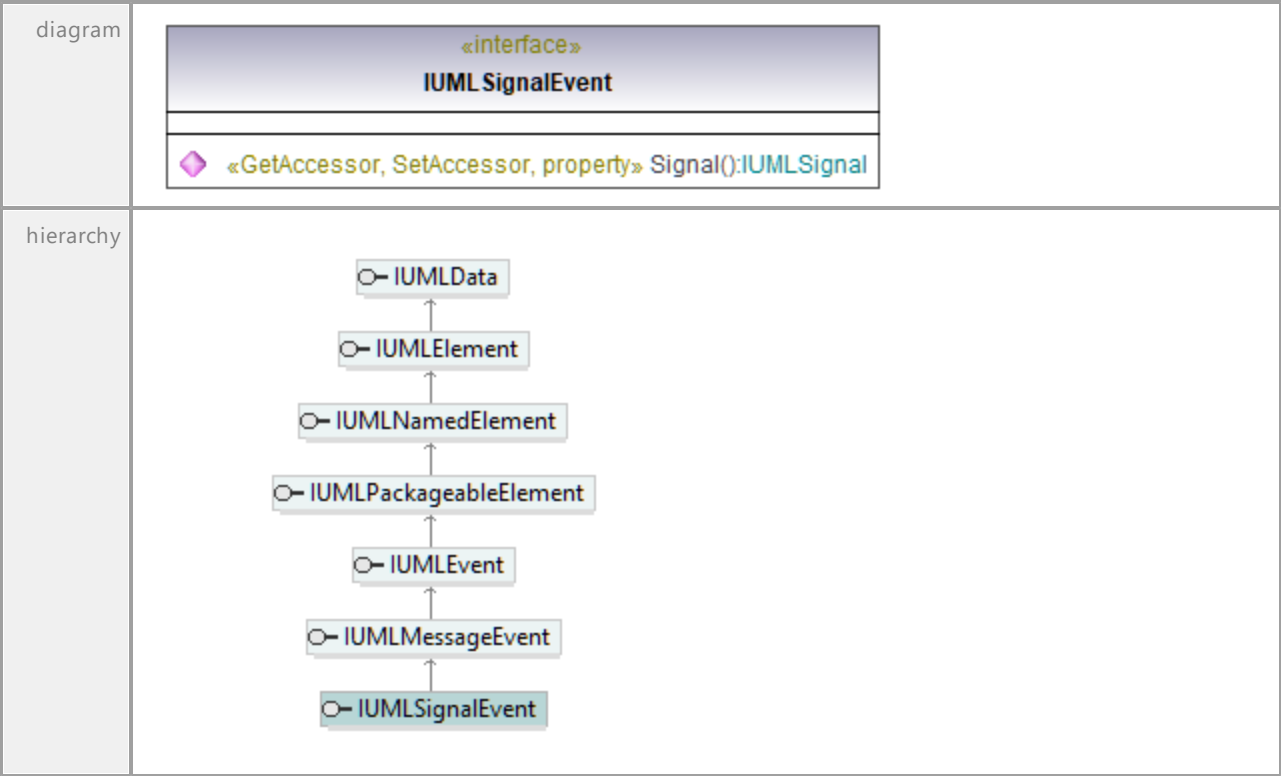 diagram
«interface»
IUMLSignalEvent
«GetAccessor, SetAccessor, property» Signal():IUMLSignal
hierarchy
IUMLData
IUMLElement
IUMLNamedElement
IUMLPackageableElement
IUMLEvent
IUMLMessageEvent
IUMLSignalEvent